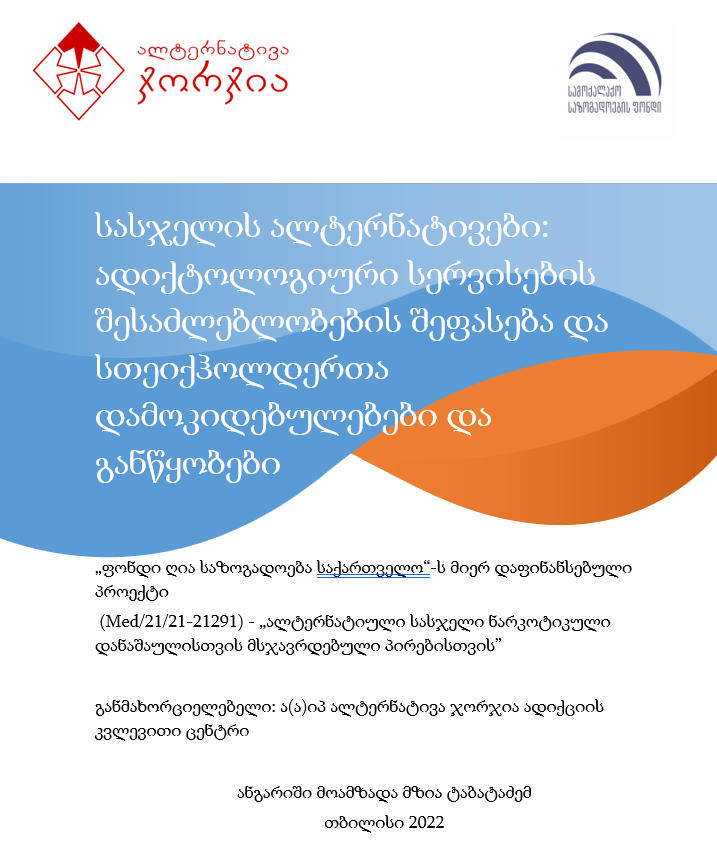 ალტერნატივა
ჯორჯია
სამოქალაქო
საზოგადოების ფონდი
სასჯელის ალტერნატივები:
ადიქტოლოგიური სერვისების
შესაძლებლობების შეფასება და
სთეიქჰოლდერთა
დამოკიდებულებები და
განწყობები
„ფონდი ღია საზოგადოება საქართველო“-ს მიერ დაფინანსებული
პროექტი
(Med/21/21-21291) - „ალტერნატიული სასჯელი ნარკოტიკული
დანაშაულისთვის მსჯავრდებული პირებისთვის”
განმახორციელებელი: ა(ა)იპ ალტერნატივა ჯორჯია ადიქციის
კვლევითი ცენტრი
ანგარიში მოამზადა მზია ტაბატაძემ
თბილისი 2022